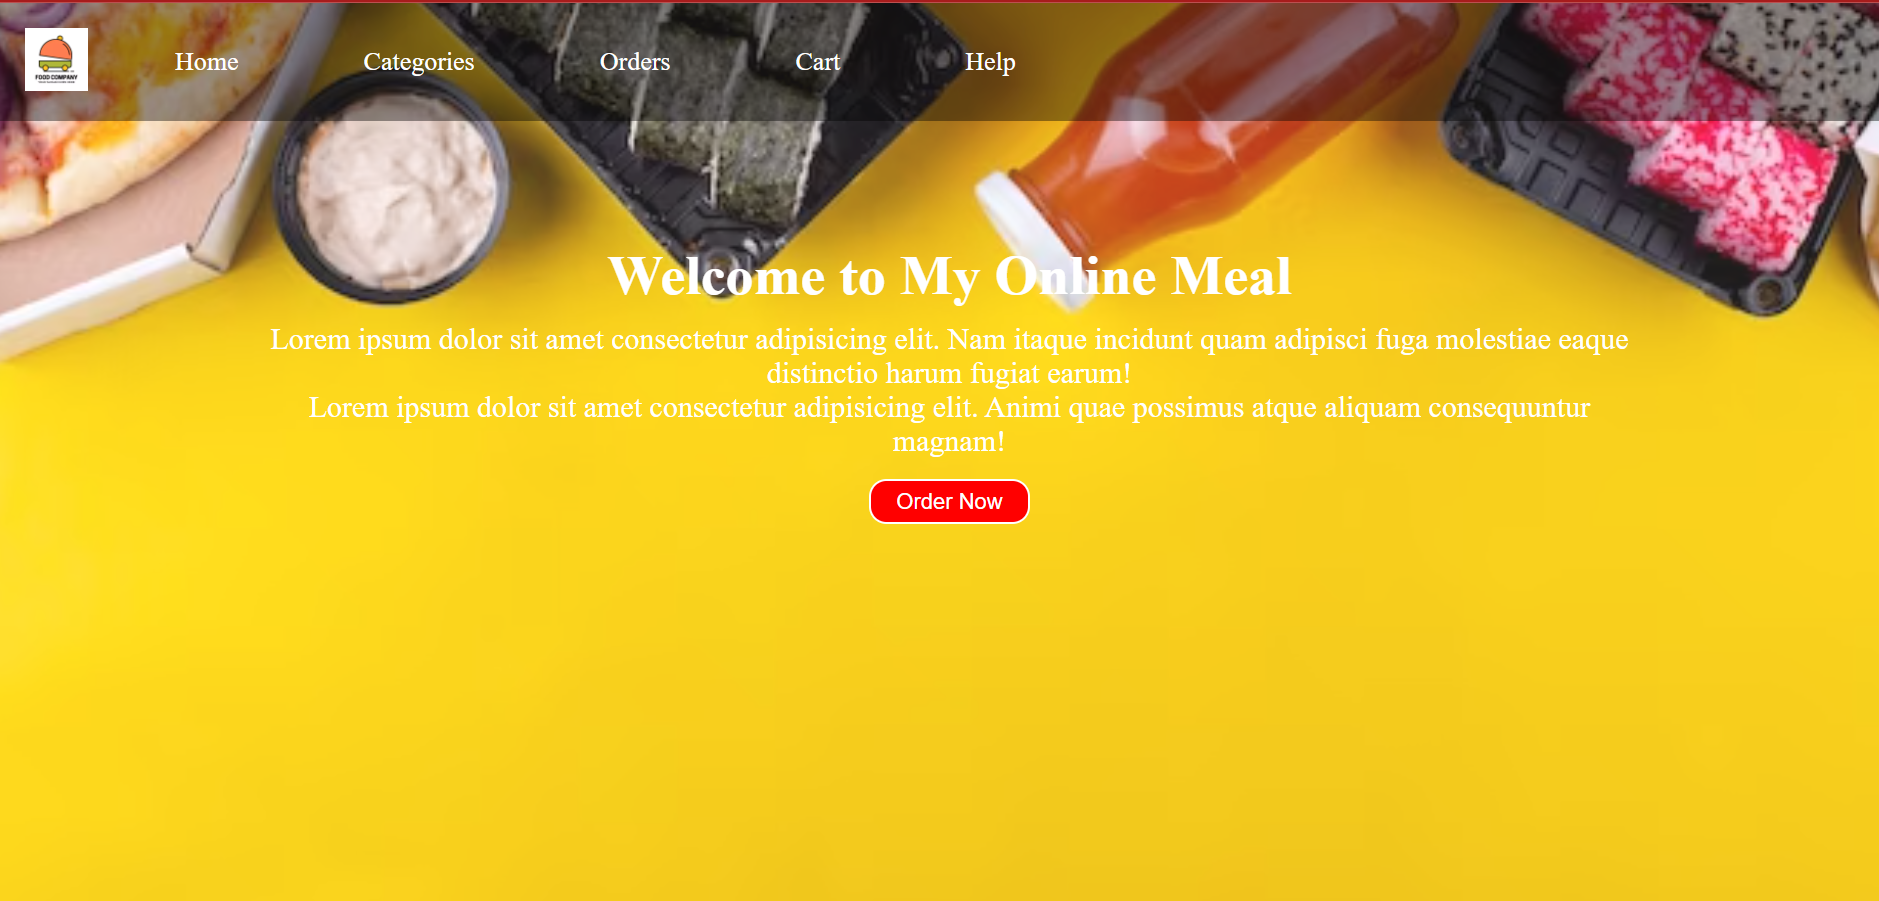 FOOD COMPANY
Home Categories Orders Cart Help
Welcome to My Online Meal
Lorem ipsum dolor sit amet consectetur adipisicing elit. Nam itaque incidunt quam adipisci fuga molestiae eaque
distinctio harum fugiat earum!
Lorem ipsum dolor sit amet consectetur adipisicing elit. Animi quae possimus atque aliquam consequuntur
magnam!
Order Now